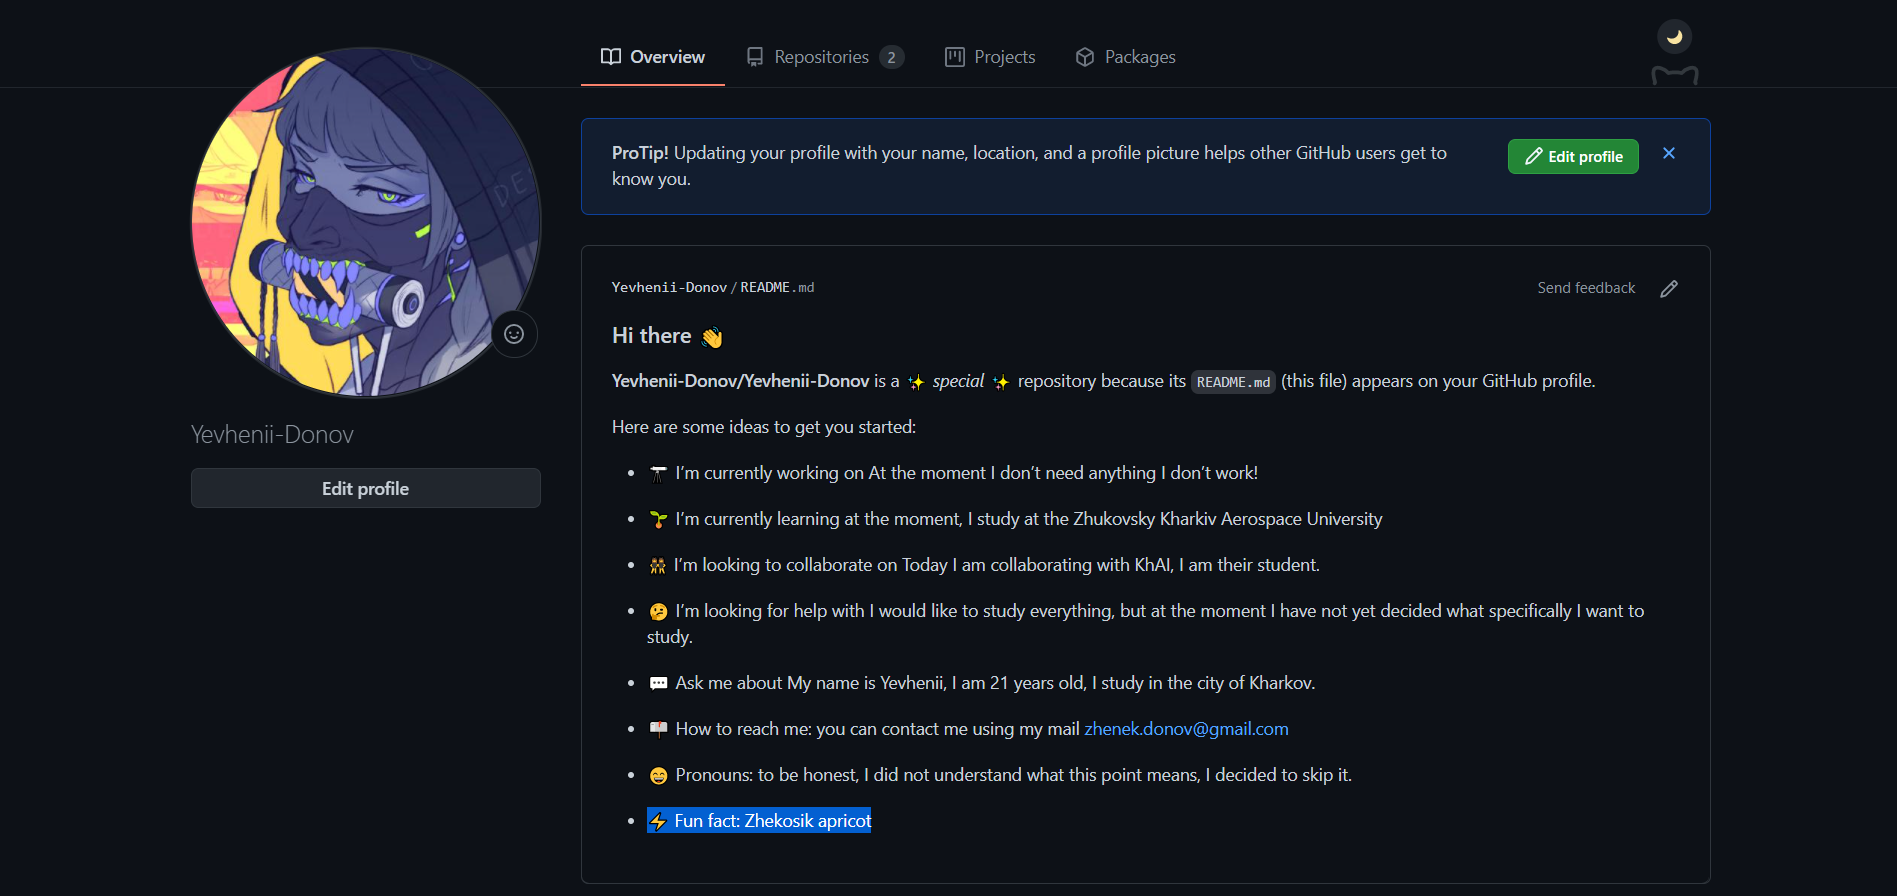 Overview
Repositories 2
Projects
Packages
ProTip! Updating your profile with your name, location, and a profile picture helps other GitHub users get to
know you.
Edit profile
Yevhenii-Donov
Edit profile
Yevhenii-Donov/README.md
Send feedback
Hi there 👋
Yevhenii-Donov/Yevhenii-Donov is a ✨ special ✨ repository because its README.md (this file) appears on your GitHub profile.
Here are some ideas to get you started:
• 🔭 I’m currently working on At the moment I don’t need anything I don’t work!
• 🌱 I’m currently learning at the moment, I study at the Zhukovsky Kharkiv Aerospace University
• 👯 I’m looking to collaborate on Today I am collaborating with KhAI, I am their student.
• 🤔 I’m looking for help with I would like to study everything, but at the moment I have not yet decided what specifically I want to
study.
• 💬 Ask me about My name is Yevhenii, I am 21 years old, I study in the city of Kharkov.
• 📫 How to reach me: you can contact me using my mail zhenek.donov@gmail.com
• 😄 Pronouns: to be honest, I did not understand what this point means, I decided to skip it.
• ⚡ Fun fact: Zhekosik apricot